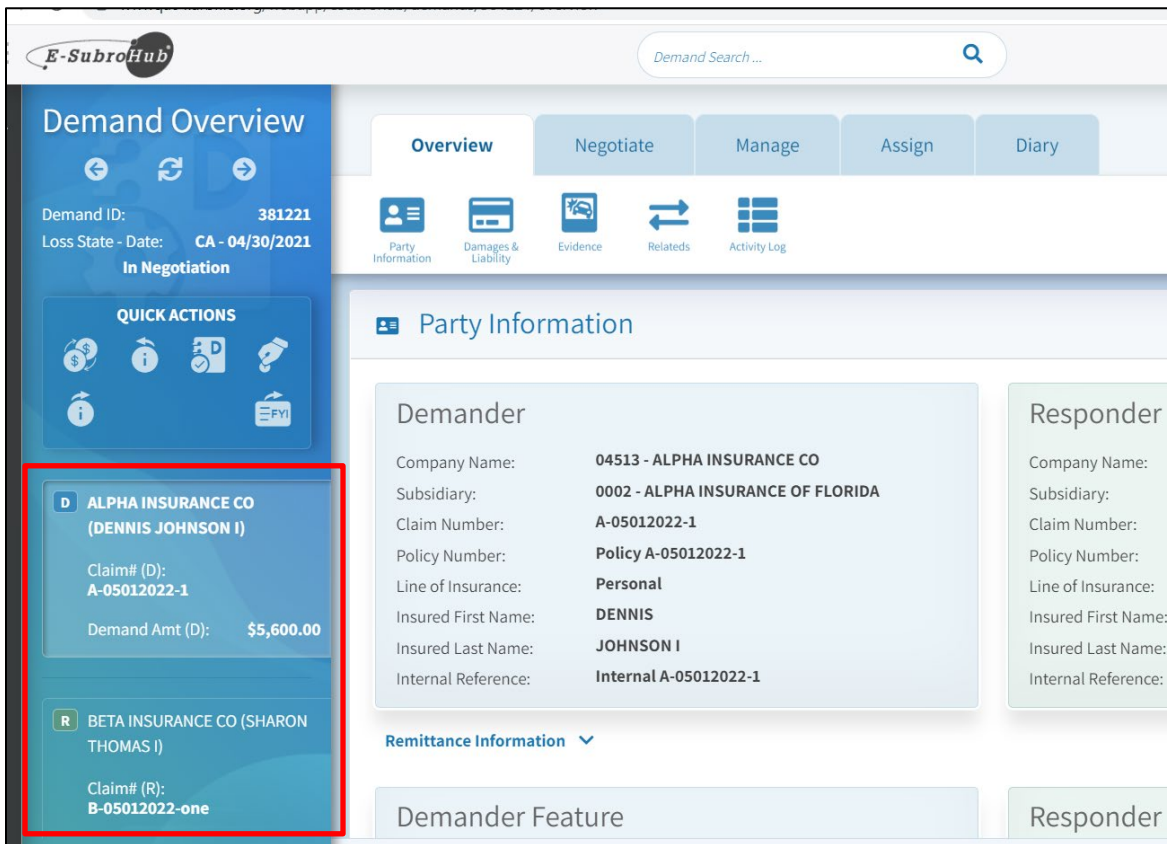 E-SubroHub
Demand Search ...
Demand Overview
Demand ID: 381221
Loss State - Date: CA - 04/30/2021
In Negotiation
QUICK ACTIONS
FYI
D ALPHA INSURANCE CO
(DENNIS JOHNSON I)
Claim# (D):
A-05012022-1
Demand Amt (D): $5,600.00
R BETA INSURANCE CO (SHARON
THOMAS I)
Claim# (R):
B-05012022-one
Overview Negotiate Manage Assign Diary
Party
Information
Damages &
Liability
Evidence
Relateds
Activity Log
Party Information
Demander
Company Name: 04513 - ALPHA INSURANCE CO
Subsidiary: 0002 - ALPHA INSURANCE OF FLORIDA
Claim Number: A-05012022-1
Policy Number: Policy A-05012022-1
Line of Insurance: Personal
Insured First Name: DENNIS
Insured Last Name: JOHNSON I
Internal Reference: Internal A-05012022-1
Responder
Company Name:
Subsidiary:
Claim Number:
Policy Number:
Line of Insurance:
Insured First Name:
Insured Last Name:
Internal Reference:
Remittance Information
Demander Feature
Responder